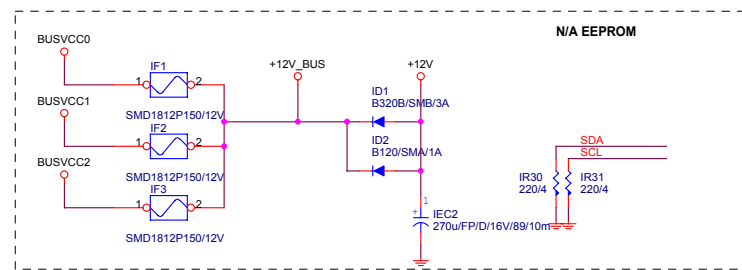 N/A EEPROM
BUSVCC0
IF1
1
2
SMD1812P150/12V
BUSVCC1
IF2
1
2
SMD1812P150/12V
BUSVCC2
IF3
1
2
SMD1812P150/12V
+12V_BUS
+12V
ID1
B320B/SMB/3A
ID2
B120/SMA/1A
1
+
IEC2
270u/FP/D/16V/89/10m
SDA
SCL
IR30
220/4
IR31
220/4